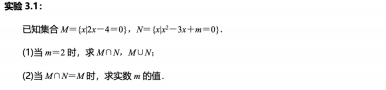 实验 3.1：
已知集合 M={x|2x−4=0}，N={x|x²−3x+m=0}.
(1)当 m=2 时，求 M∩N，M∪N；
(2)当 M∩N=M 时，求实数 m 的值.